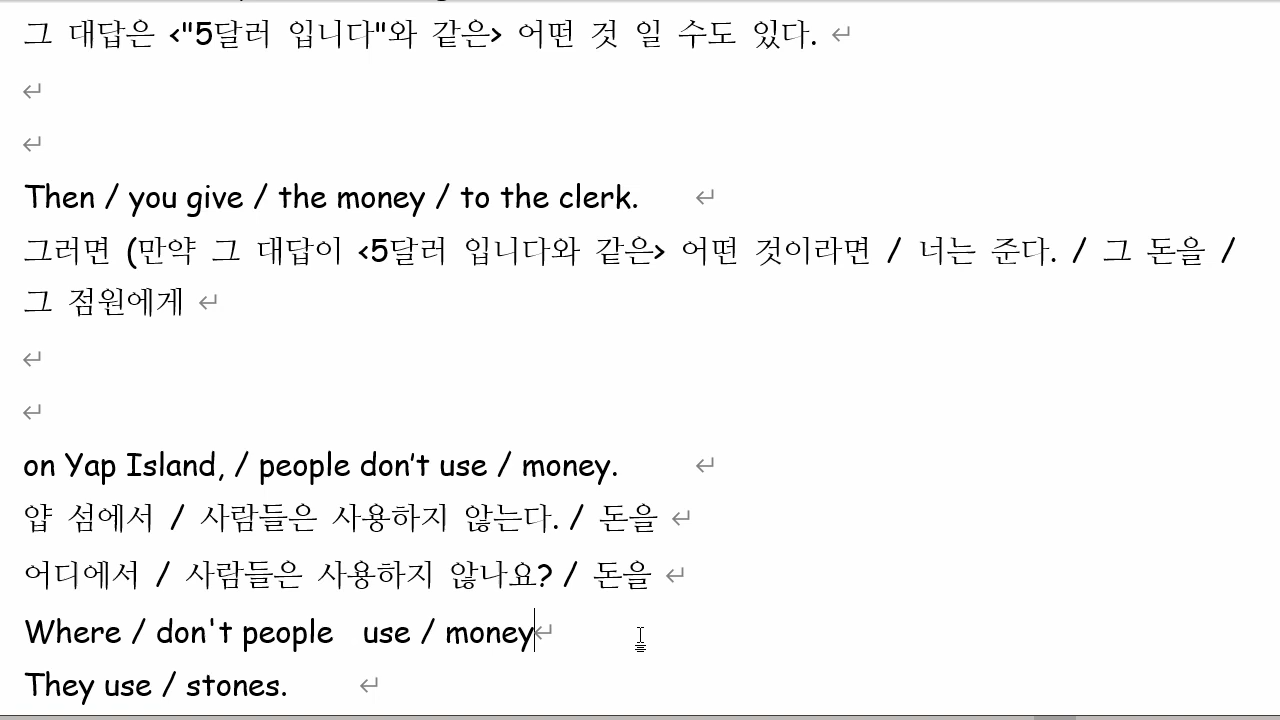 그 대답은 <"5달러 입니다"와 같은> 어떤 것 일 수도 있다.
Then / you give / the money / to the clerk.
그러면 (만약 그 대답이 <5달러 입니다와 같은> 어떤 것이라면 / 너는 준다. / 그 돈을 /
그 점원에게
on Yap Island, / people don’t use / money.
얍 섬에서 / 사람들은 사용하지 않는다. / 돈을
어디에서 / 사람들은 사용하지 않나요? / 돈을
Where / don't people use / money
They use / stones.